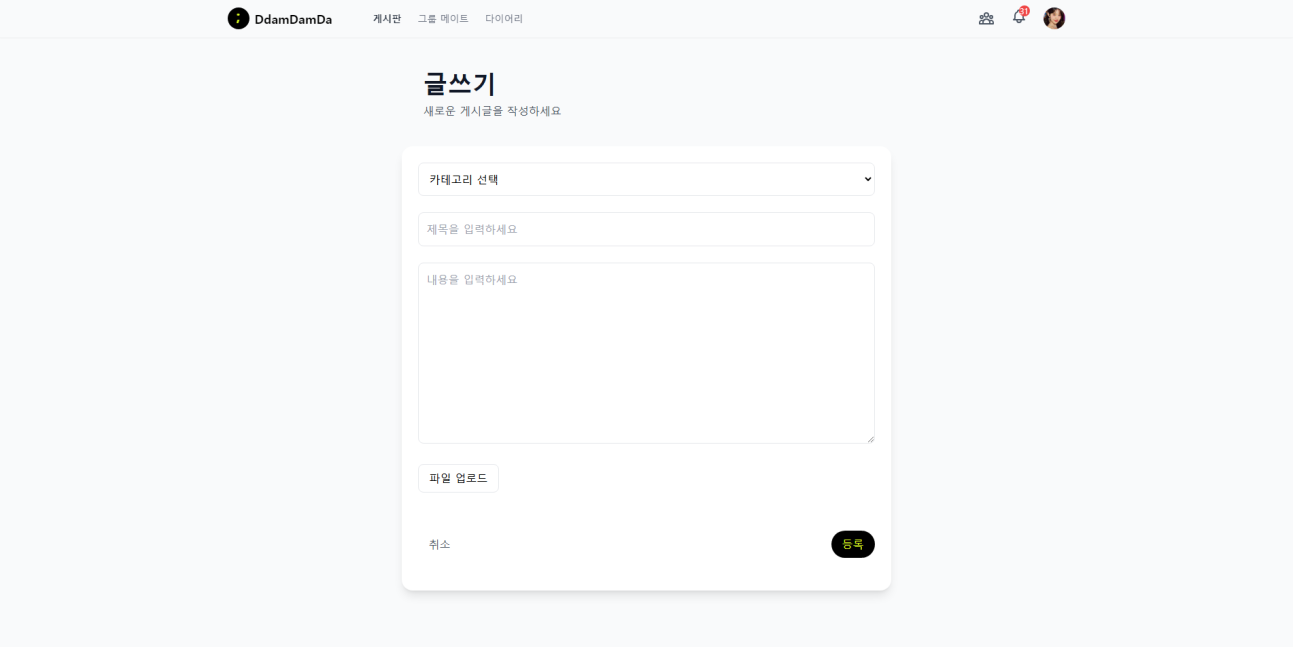 DdamDamDa 게시판 그룹 메이트 다이어리 31
글쓰기
새로운 게시글을 작성하세요
카테고리 선택
제목을 입력하세요
내용을 입력하세요
파일 업로드
취소 등록